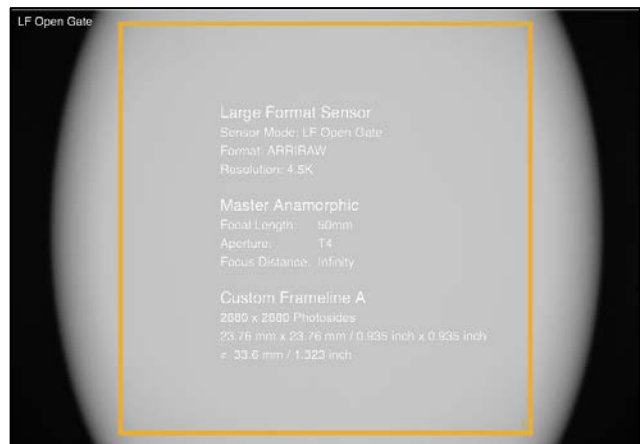 LF Open Gate
Large Format Sensor
Sensor Mode: LF Open Gate
Format: ARRIRAW
Resolution: 4.5K
Master Anamorphic
Focal Length: 50mm
Aperture: T4
Focus Distance: Infinity
Custom Frameline A
2880 x 2880 Photosides
23.76 mm x 23.76 mm / 0.935 inch x 0.935 inch
≠ 33.6 mm / 1.323 inch